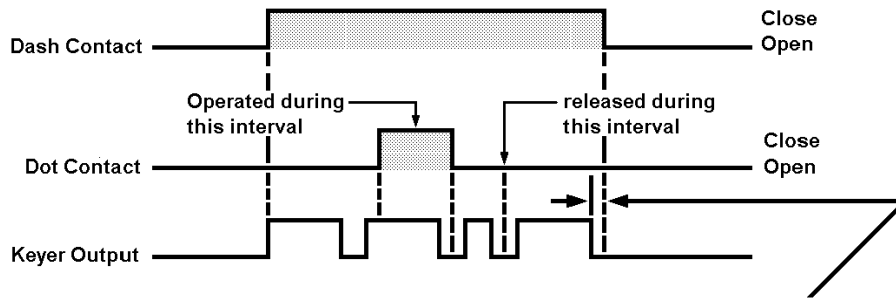 Close
Dash Contact
Open
Operated during
this interval
released during
this interval
Close
Dot Contact
Open
Keyer Output